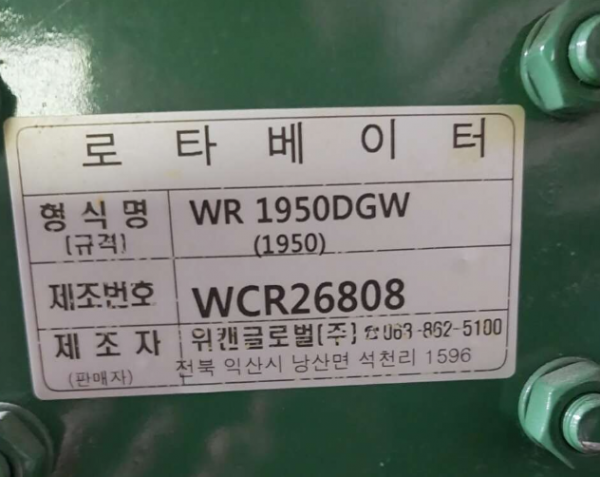 로 타 베 이 터
형 식 명 WR 1950DGW
(규격) (1950)
제조번호 WCR26808
제 조 자 위캔글로벌(주) ☎063-862-5100
(판매자) 전북 익산시 낭산면 석천리 1596